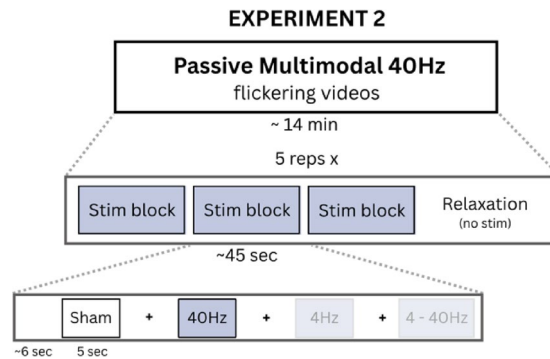 EXPERIMENT 2
Passive Multimodal 40Hz
flickering videos
~ 14 min
5 reps x
Stim block Stim block Stim block Relaxation
(no stim)
~45 sec
Sham + 40Hz + 4Hz + 4 - 40Hz
~6 sec 5 sec